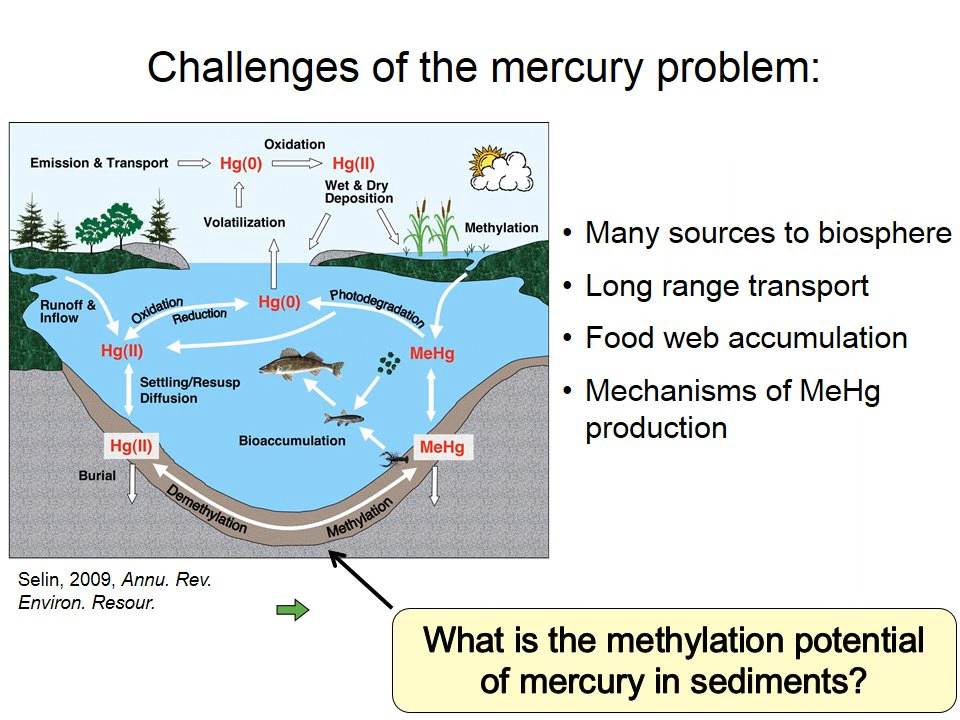 Challenges of the mercury problem:
Oxidation
Emission & Transport
Hg(0)
Hg(II)
Wet & Dry
Deposition
Volatilization
Methylation
Runoff &
Inflow
Oxidation
Reduction
Hg(0)
Photodegradation
Hg(II)
MeHg
Settling/Resusp
Diffusion
Bioaccumulation
Hg(II)
MeHg
Burial
Demethylation
Methylation
• Many sources to biosphere
• Long range transport
• Food web accumulation
• Mechanisms of MeHg
production
Selin, 2009, Annu. Rev.
Environ. Resour.
What is the methylation potential
of mercury in sediments?